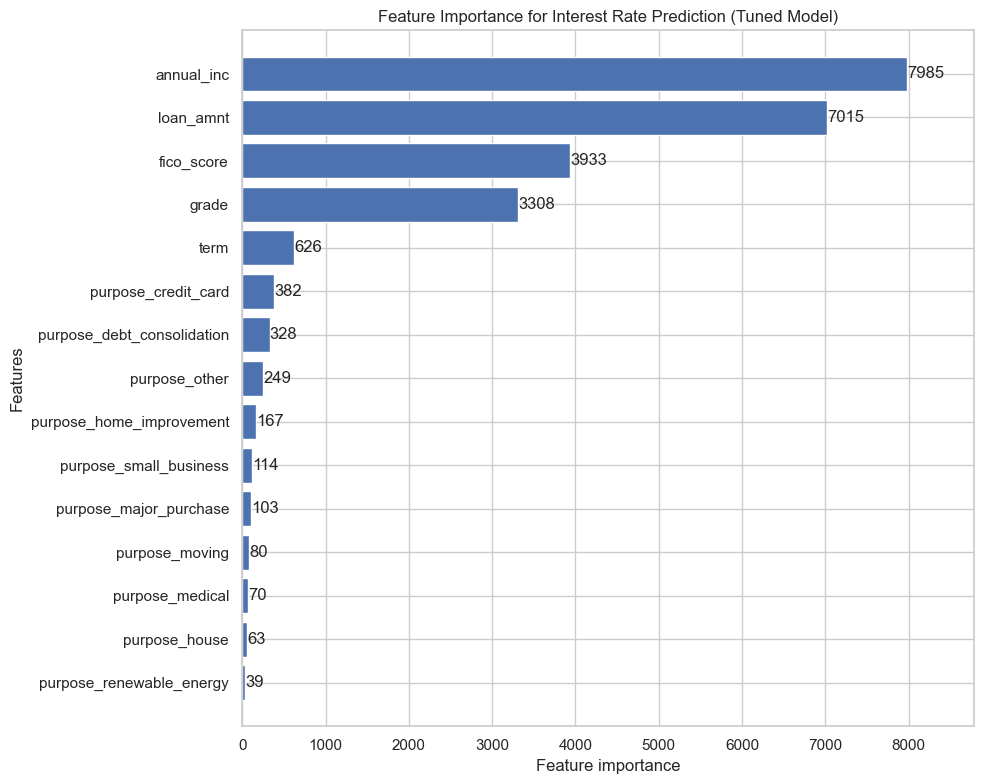 Feature Importance for Interest Rate Prediction (Tuned Model)
annual_inc 7985
loan_amnt 7015
fico_score 3933
grade 3308
term 626
purpose_credit_card 382
purpose_debt_consolidation 328
purpose_other 249
purpose_home_improvement 167
purpose_small_business 114
purpose_major_purchase 103
purpose_moving 80
purpose_medical 70
purpose_house 63
purpose_renewable_energy 39
Features
0 1000 2000 3000 4000 5000 6000 7000 8000
Feature importance